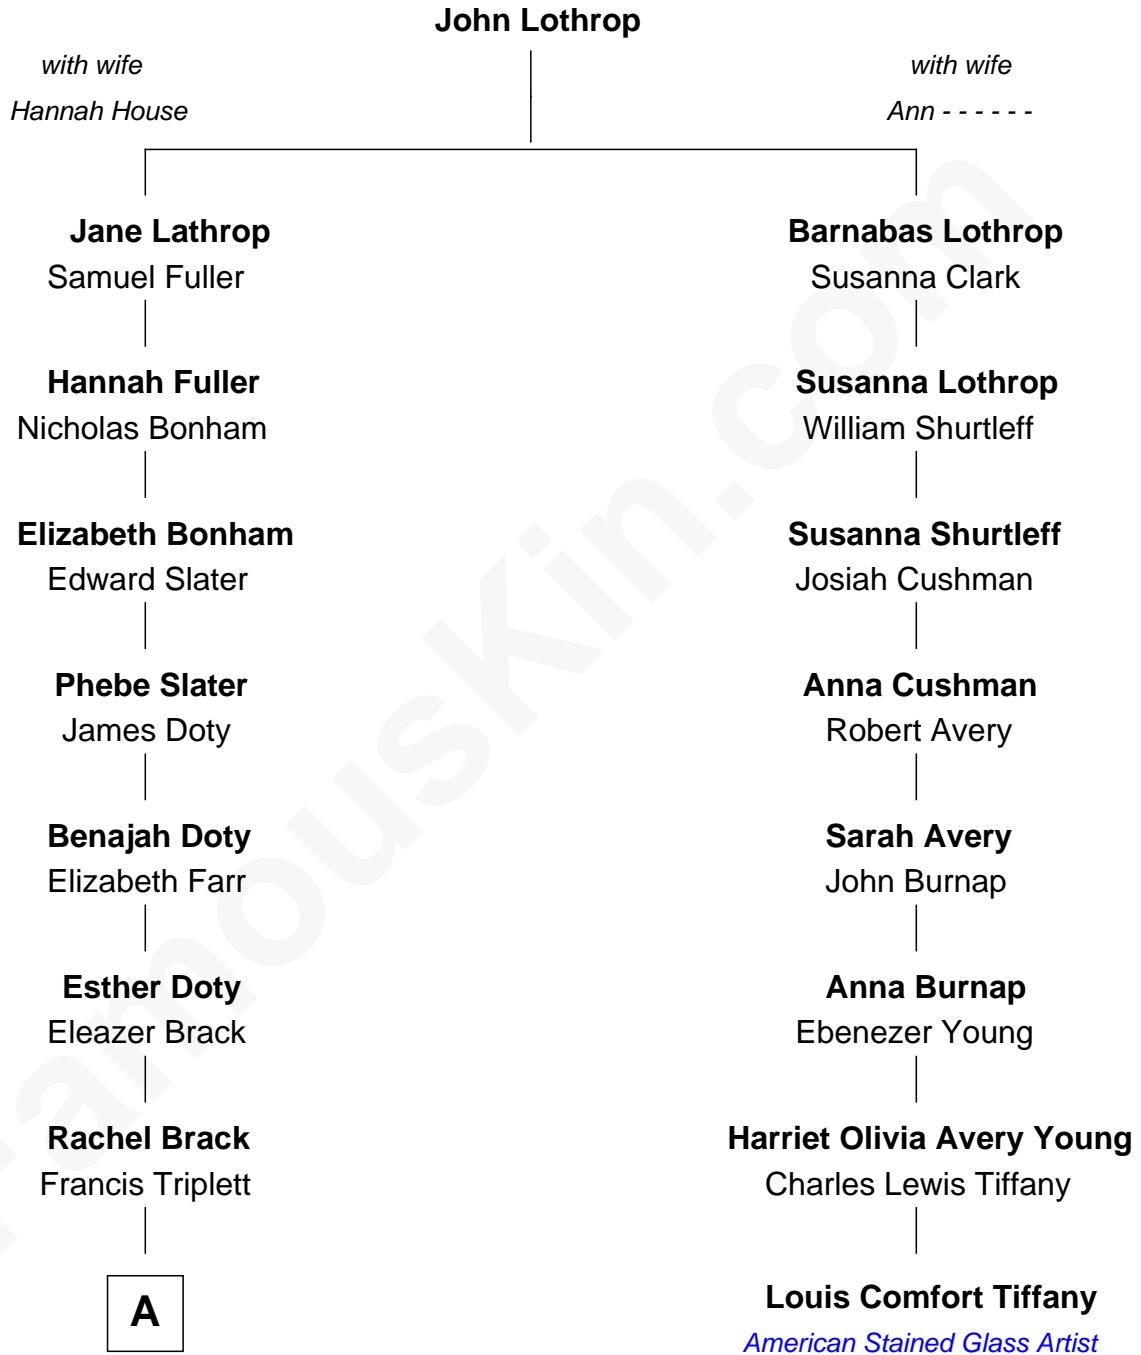 John Lothrop
with wife
Hannah House
with wife
Ann - - - - - -
Jane Lathrop
Samuel Fuller
Barnabas Lothrop
Susanna Clark
Hannah Fuller
Nicholas Bonham
Susanna Lothrop
William Shurtleff
Elizabeth Bonham
Edward Slater
Susanna Shurtleff
Josiah Cushman
Phebe Slater
James Doty
Anna Cushman
Robert Avery
Benajah Doty
Elizabeth Farr
Sarah Avery
John Burnap
Esther Doty
Eleazer Brack
Anna Burnap
Ebenezer Young
Rachel Brack
Francis Triplett
Harriet Olivia Avery Young
Charles Lewis Tiffany
A
Louis Comfort Tiffany
American Stained Glass Artist
FamousKin.com